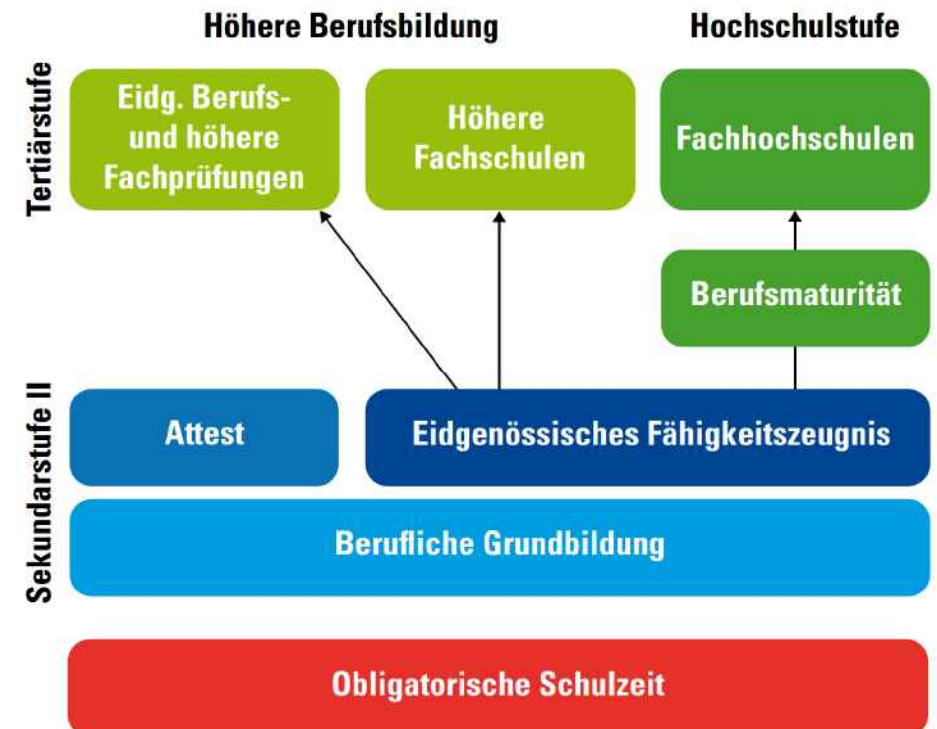 Höhere Berufsbildung
Hochschulstufe
Tertiärstufe
Eidg. Berufs-
und höhere
Fachprüfungen
Höhere
Fachschulen
Fachhochschulen
Berufsmaturität
Sekundarstufe II
Attest
Eidgenössisches Fähigkeitszeugnis
Berufliche Grundbildung
Obligatorische Schulzeit